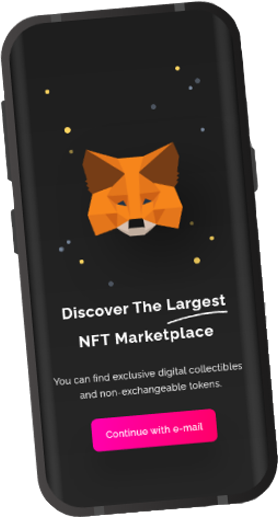 Discover The Largest
NFT Marketplace
You can find exclusive digital collectibles
and non-exchangeable tokens.
Continue with e-mail